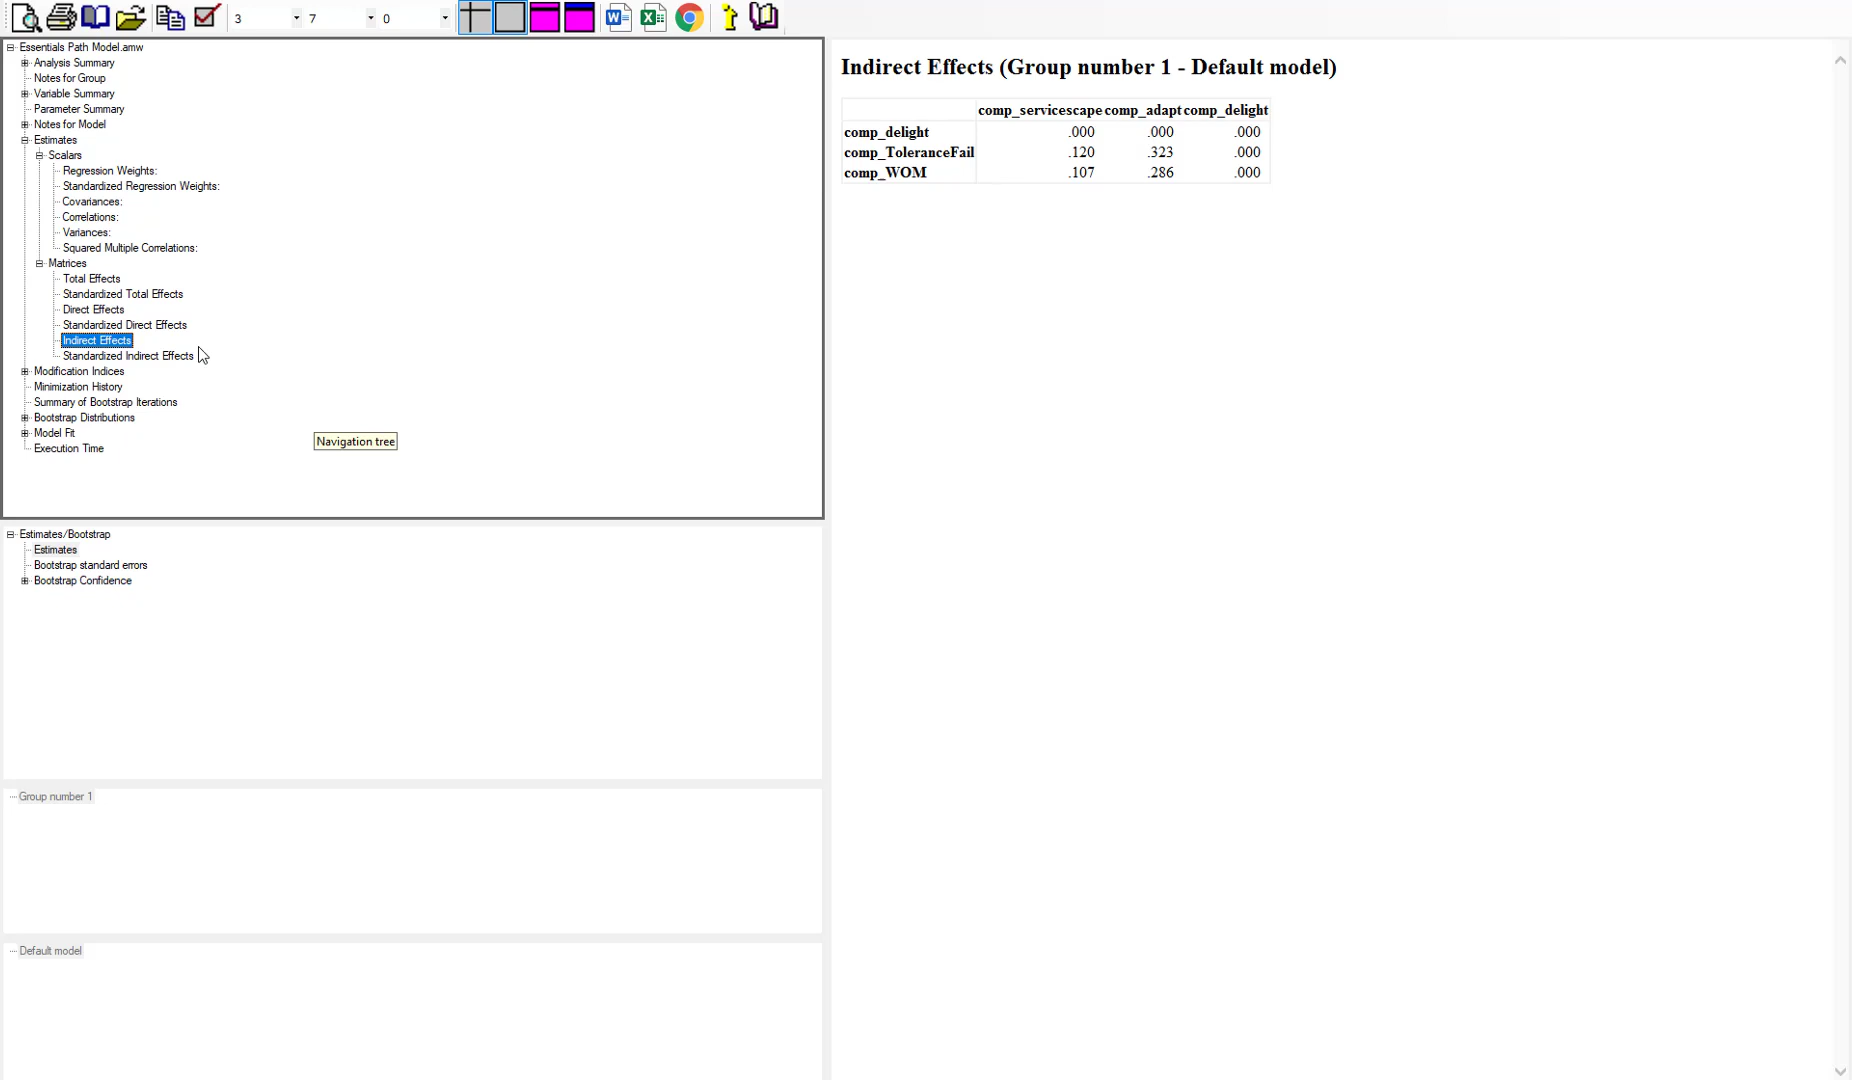 3 7 0
Essentials Path Model.amw
Analysis Summary
Notes for Group
Variable Summary
Parameter Summary
Notes for Model
Estimates
Scalars
Regression Weights:
Standardized Regression Weights:
Covariances:
Correlations:
Variances:
Squared Multiple Correlations:
Matrices
Total Effects
Standardized Total Effects
Direct Effects
Standardized Direct Effects
Indirect Effects
Standardized Indirect Effects
Modification Indices
Minimization History
Summary of Bootstrap Iterations
Bootstrap Distributions
Model Fit
Execution Time
Navigation tree
Estimates/Bootstrap
Estimates
Bootstrap standard errors
Bootstrap Confidence
Group number 1
Default model
Indirect Effects (Group number 1 - Default model)
comp_servicescape comp_adapt comp_delight
comp_delight .000 .000 .000
comp_ToleranceFail .120 .323 .000
comp_WOM .107 .286 .000